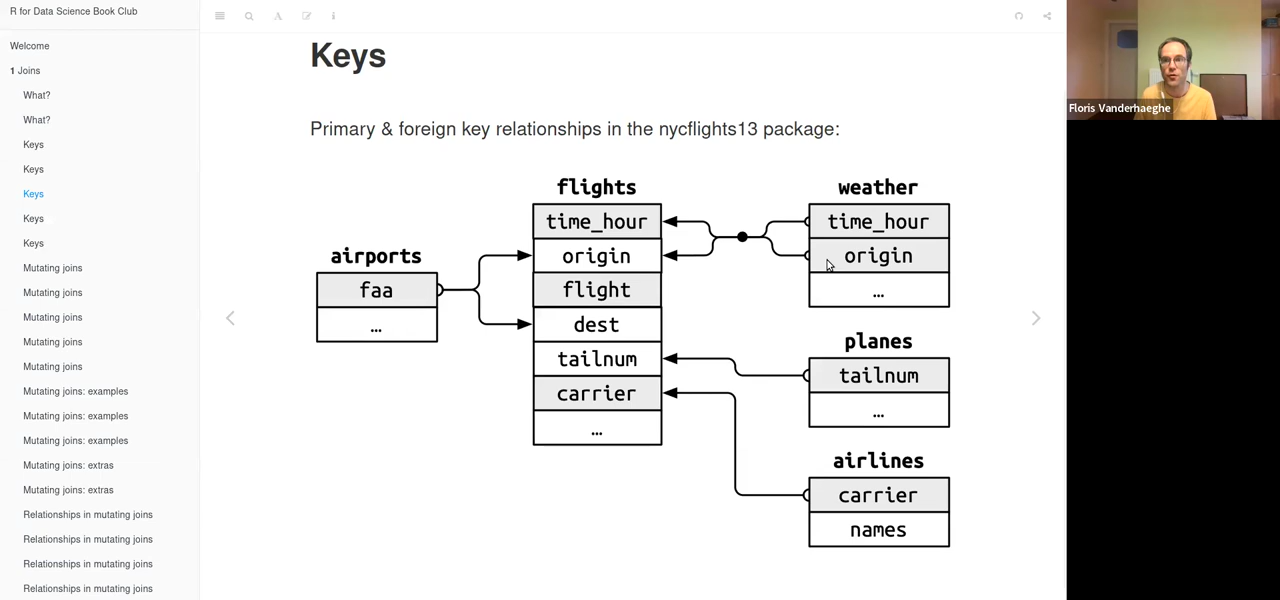 R for Data Science Book Club
Welcome
1 Joins
What?
What?
Keys
Keys
Keys
Keys
Keys
Mutating joins
Mutating joins
Mutating joins
Mutating joins
Mutating joins
Mutating joins: examples
Mutating joins: examples
Mutating joins: examples
Mutating joins: extras
Mutating joins: extras
Relationships in mutating joins
Relationships in mutating joins
Relationships in mutating joins
Relationships in mutating joins
A
i
Keys
Primary & foreign key relationships in the nycflights13 package:
airports
faa
...
flights
time_hour
origin
flight
dest
tailnum
carrier
...
weather
time_hour
origin
...
planes
tailnum
...
airlines
carrier
names
Floris Vanderhaeghe